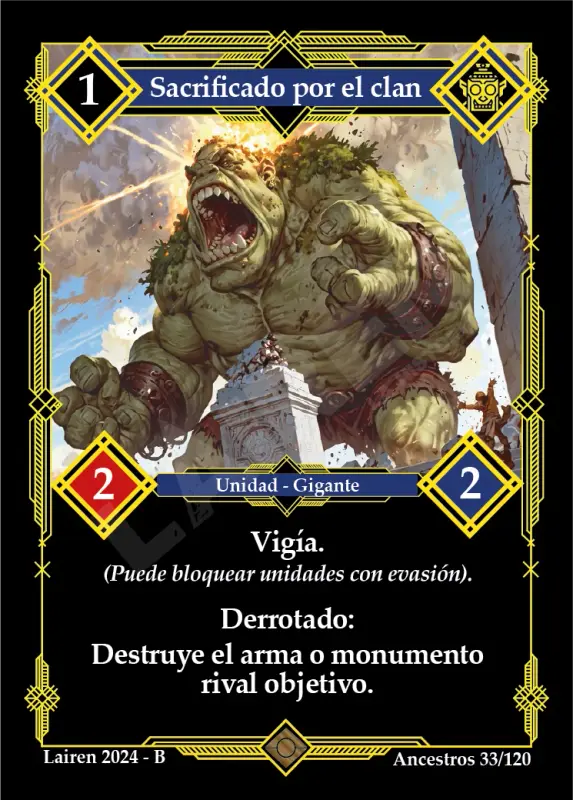 1
Sacrificado por el clan
2
Unidad - Gigante
2
Vigía.
(Puede bloquear unidades con evasión).
Derrotado:
Destruye el arma o monumento
rival objetivo.
Lairen 2024 - B
Ancestros 33/120